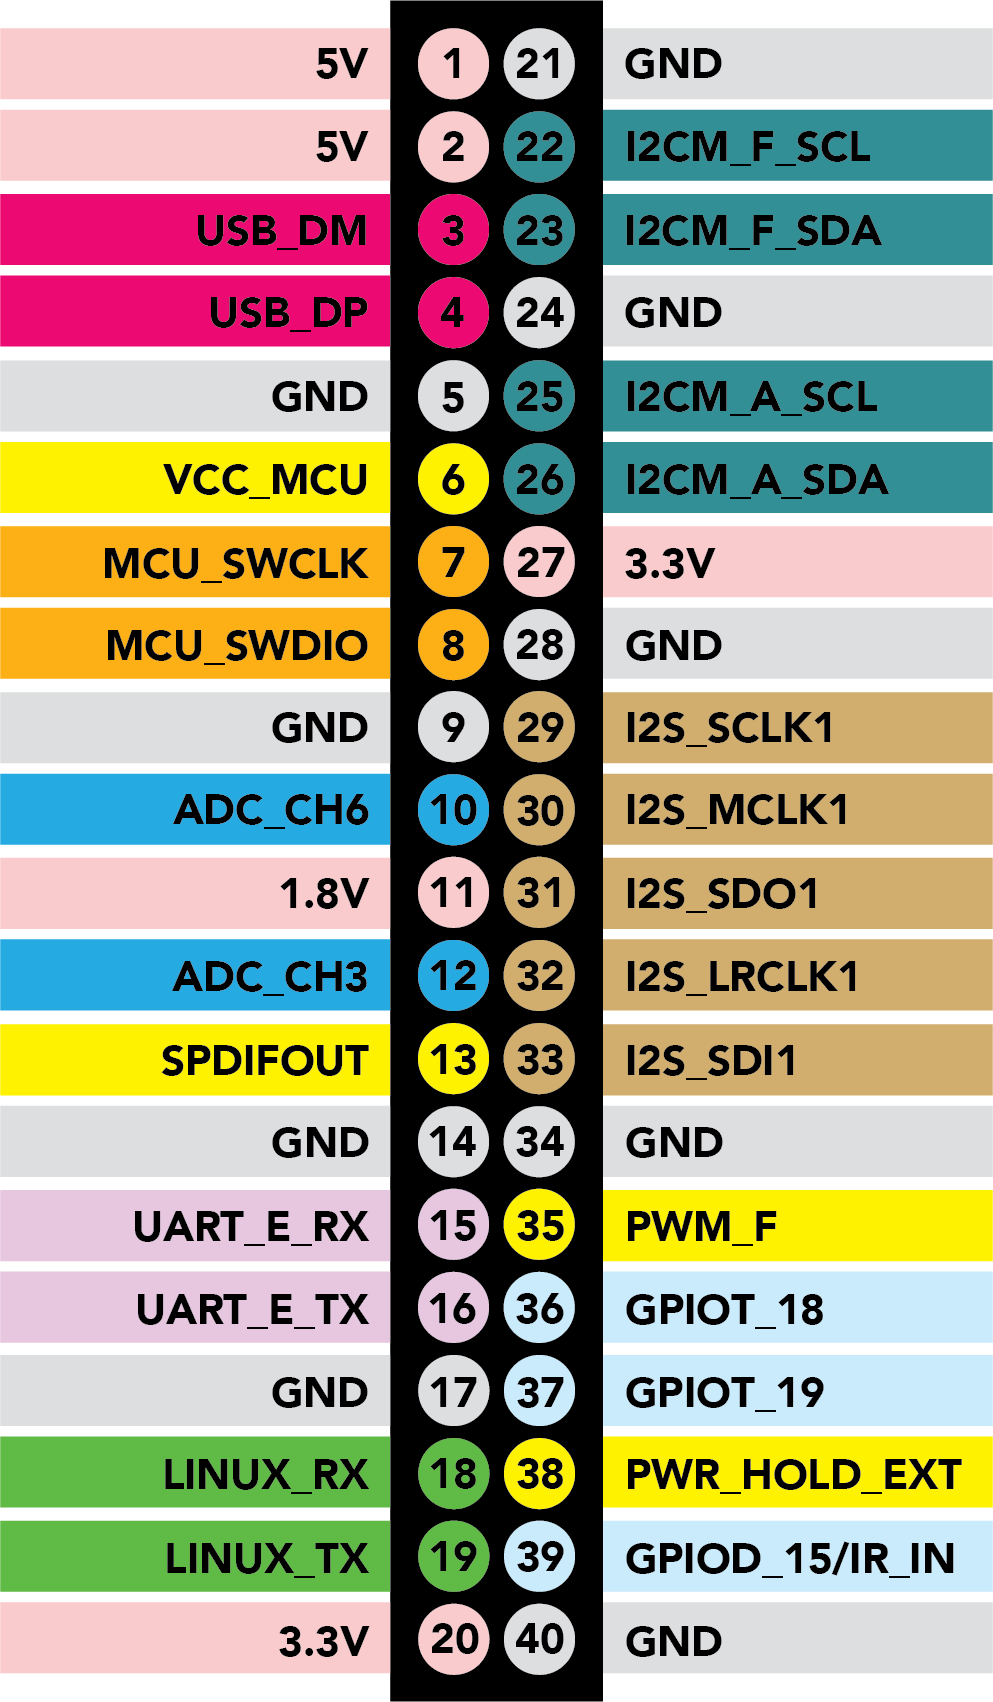 5V 1 21 GND
5V 2 22 I2CM_F_SCL
USB_DM 3 23 I2CM_F_SDA
USB_DP 4 24 GND
GND 5 25 I2CM_A_SCL
VCC_MCU 6 26 I2CM_A_SDA
MCU_SWCLK 7 27 3.3V
MCU_SWDIO 8 28 GND
GND 9 29 I2S_SCLK1
ADC_CH6 10 30 I2S_MCLK1
1.8V 11 31 I2S_SDO1
ADC_CH3 12 32 I2S_LRCLK1
SPDIFOUT 13 33 I2S_SDI1
GND 14 34 GND
UART_E_RX 15 35 PWM_F
UART_E_TX 16 36 GPIOT_18
GND 17 37 GPIOT_19
LINUX_RX 18 38 PWR_HOLD_EXT
LINUX_TX 19 39 GPIOD_15/IR_IN
3.3V 20 40 GND